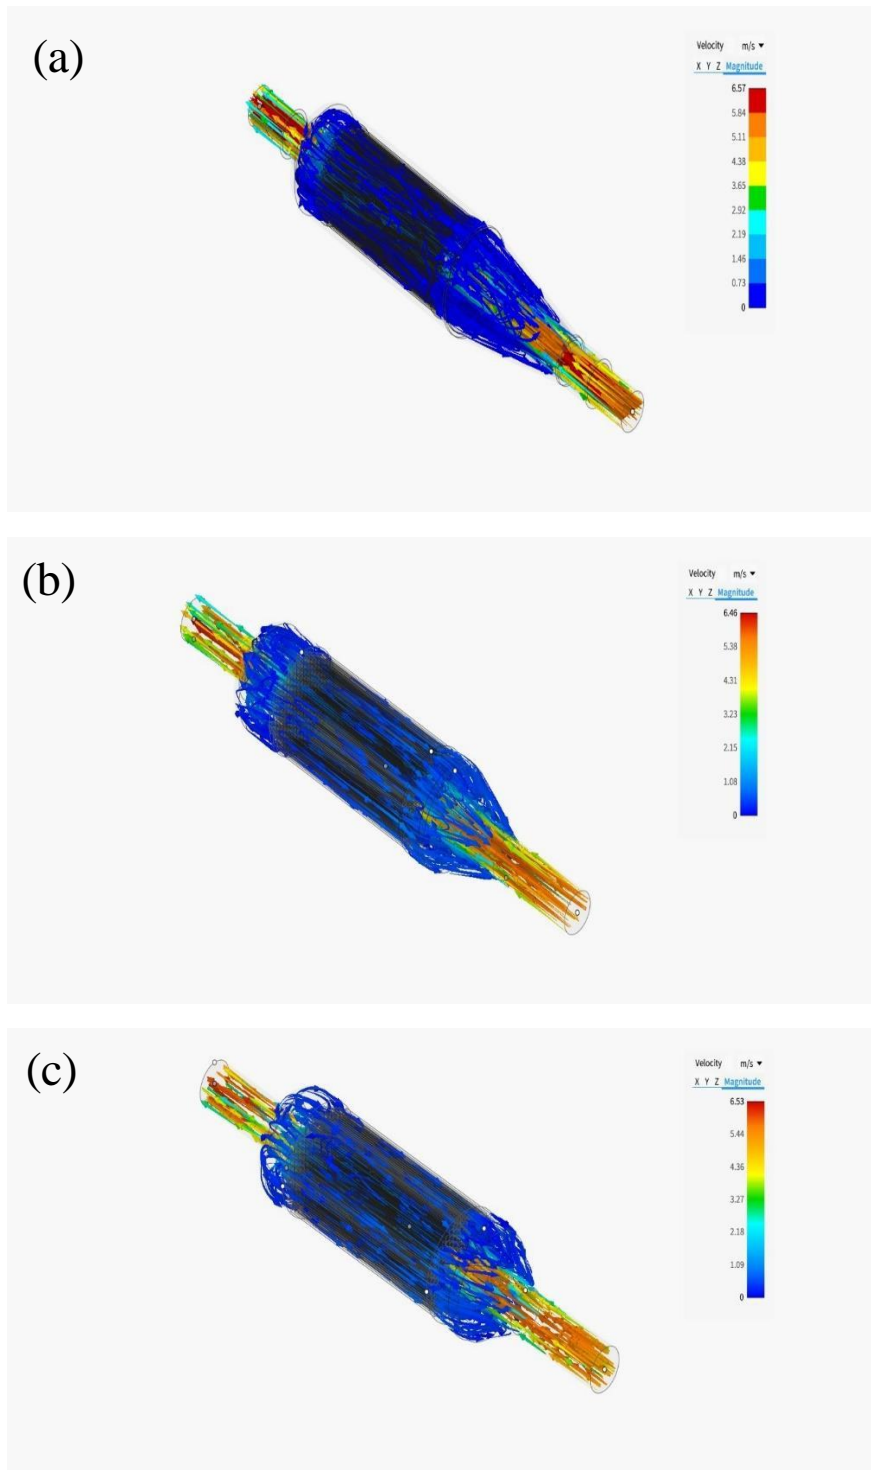 (a)
Velocity m/s
X Y Z Magnitude
6.57
5.84
5.11
4.38
3.65
2.92
2.19
1.46
0.73
0
(b)
Velocity m/s
X Y Z Magnitude
6.46
5.38
4.31
3.23
2.15
1.08
0
(c)
Velocity m/s
X Y Z Magnitude
6.53
5.44
4.36
3.27
2.18
1.09
0